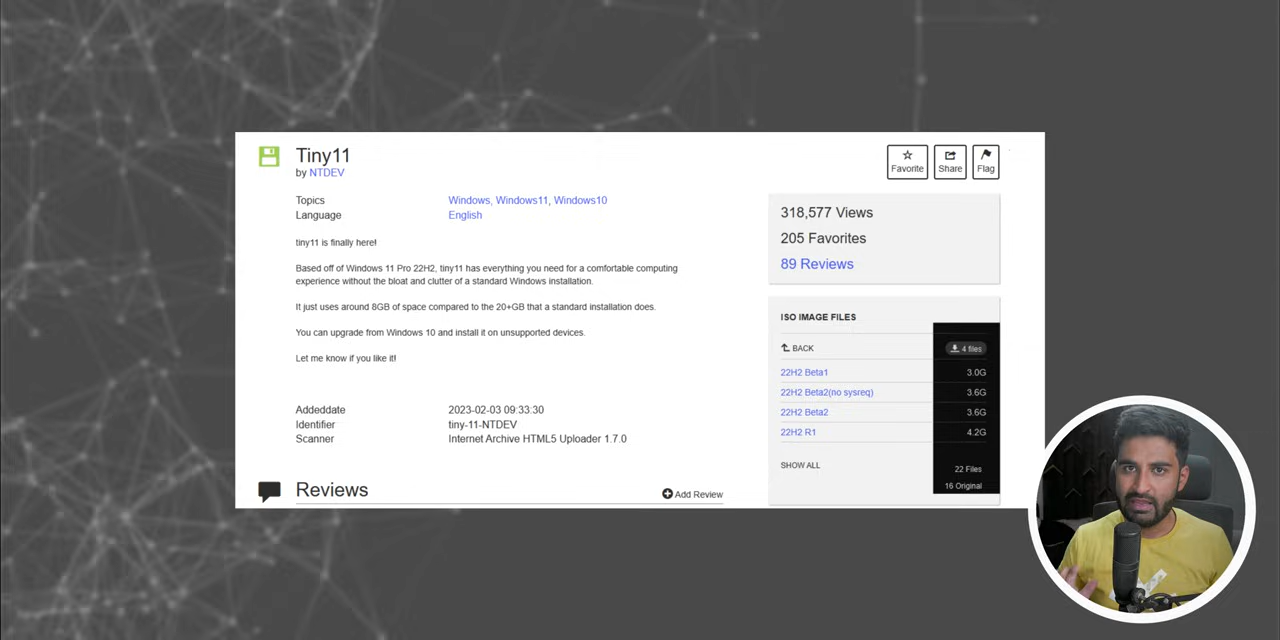 Tiny11
by NTDEV
Favorite
Share
Flag
Topics
Windows, Windows11, Windows10
Language
English
tiny11 is finally here!
Based off of Windows 11 Pro 22H2, tiny11 has everything you need for a comfortable computing
experience without the bloat and clutter of a standard Windows installation.
It just uses around 8GB of space compared to the 20+GB that a standard installation does.
You can upgrade from Windows 10 and install it on unsupported devices.
Let me know if you like it!
Addeddate
2023-02-03 09:33:30
Identifier
tiny-11-NTDEV
Scanner
Internet Archive HTML5 Uploader 1.7.0
Reviews
Add Review
318,577 Views
205 Favorites
89 Reviews
ISO IMAGE FILES
BACK
4 files
22H2 Beta1
3.0G
22H2 Beta2(no sysreq)
3.6G
22H2 Beta2
3.6G
22H2 R1
4.2G
SHOW ALL
22 Files
16 Original